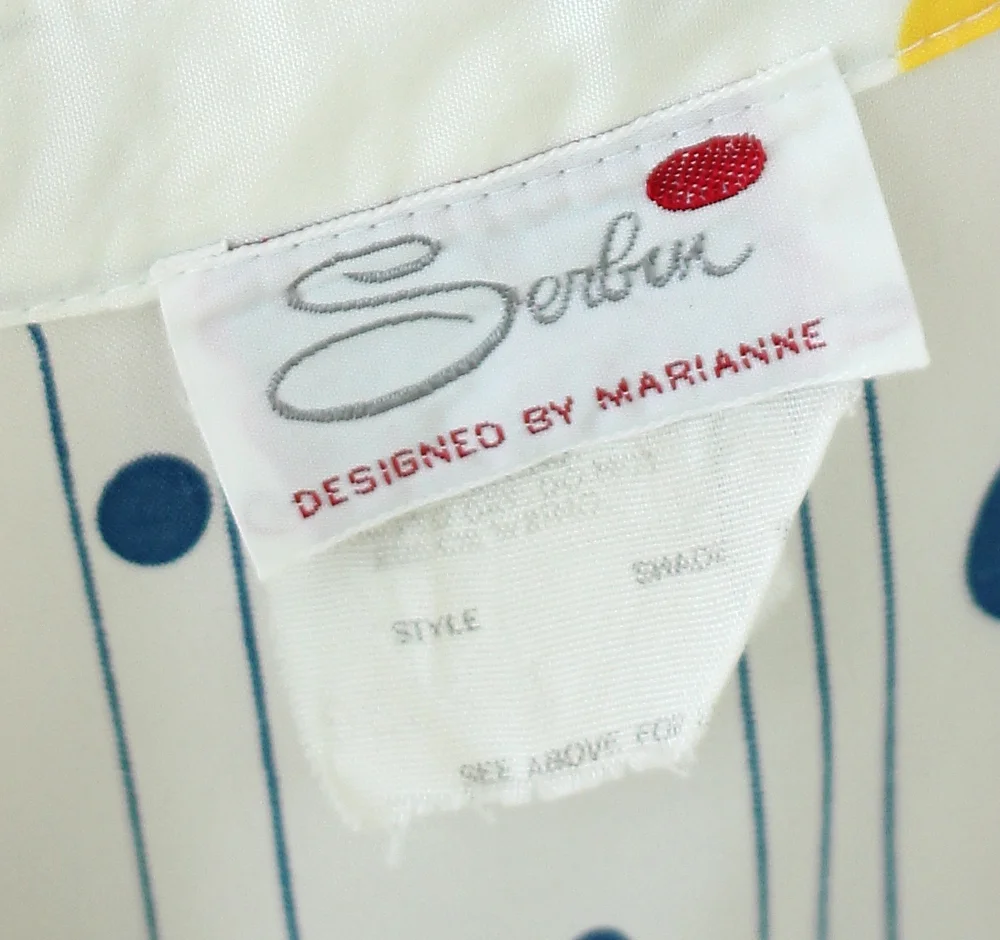 Serbin
DESIGNED BY MARIANNE
SHADE
STYLE
SEE ABOVE FOR